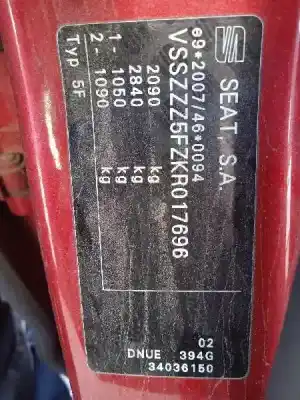 SEAT, S.A.
e9*2007/46*0094
VSSZZZ5FZKR017696
2090 kg
2840 kg
1- 1050 kg
2- 1090 kg
Typ 5F
02
DNUE 394G
34036150